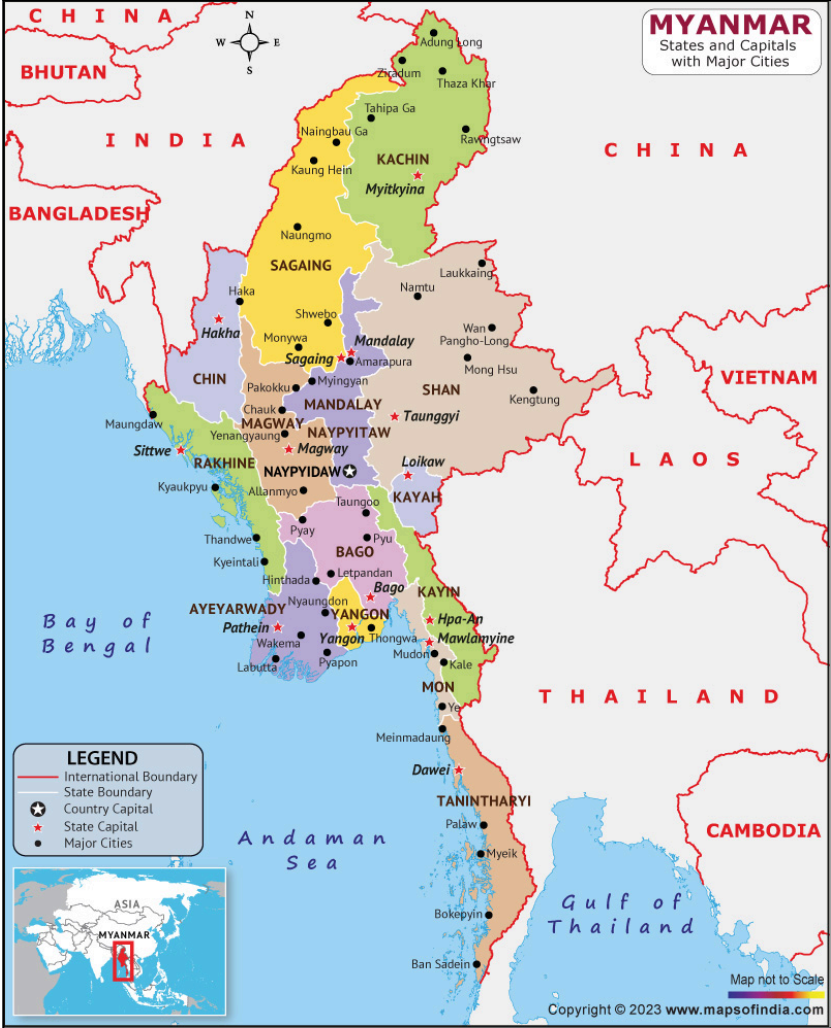 CHINA
N
W E
S
MYANMAR
States and Capitals
with Major Cities
BHUTAN
Adung Long
Ziradum
Thaza Khar
Tahipa Ga
Naingbau Ga
Rawngtsaw
INDIA
CHINA
KACHIN
Kaung Hein
Myitkyina
BANGLADESH
Naungmo
SAGAING
Laukkaing
Haka
Namtu
Shwebo
Hakha
Wan
Pangho-Long
Monywa
Mandalay
Sagaing
Amarapura
Mong Hsu
CHIN
Myingyan
Pakokku
SHAN
VIETNAM
Kengtung
MANDALAY
Chauk
Taunggyi
Maungdaw
MAGWAY
Yenangyaung
NAYPYITAW
Sittwe
Magway
LAOS
RAKHINE
Loikaw
NAYPYIDAW
Kyaukpyu
Allanmyo
KAYAH
Taungoo
Pyay
Thandwe
Pyu
BAGO
Kyeintali
Letpandan
Hinthada
Bago
KAYIN
Nyaungdon
AYEYARWADY
YANGON
Hpa-An
Bay of
Bengal
Pathein
Yangon
Thongwa
Mawlamyine
Wakema
Mudon
Labutta
Pyapon
Kale
MON
THAILAND
Ye
Meinmadaung
LEGEND
International Boundary
State Boundary
Country Capital
State Capital
Major Cities
Dawei
TANINTHARYI
Palaw
CAMBODIA
Andaman
Sea
Myeik
ASIA
MYANMAR
Gulf of
Thailand
Bokepyin
Ban Sadein
Map not to Scale
Copyright © 2023 www.mapsofindia.com